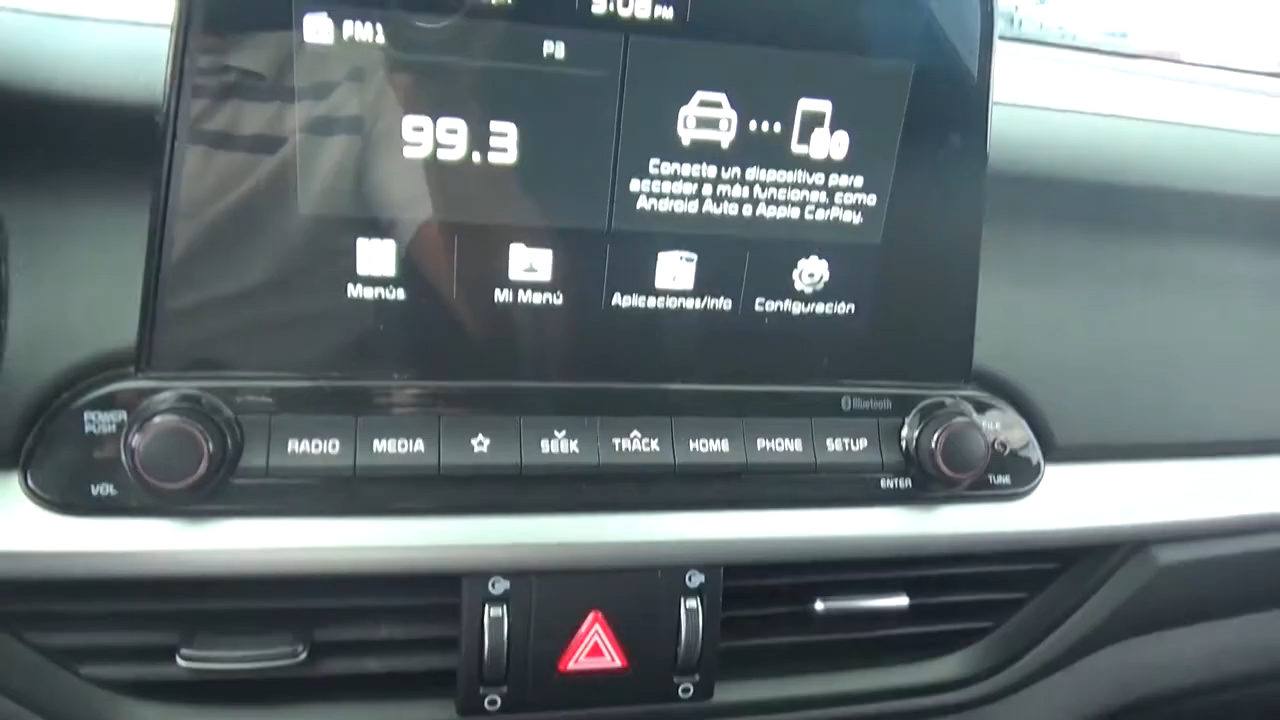 FM1
P3
99.3
Conecte un dispositivo para
acceder a más funciones, como
Android Auto o Apple CarPlay.
Menús
Mi Menú
Aplicaciones/Info
Configuración
Bluetooth
POWER
PUSH
VOL
RADIO
MEDIA
SEEK
TRACK
HOME
PHONE
SETUP
FILE
ENTER
TUNE